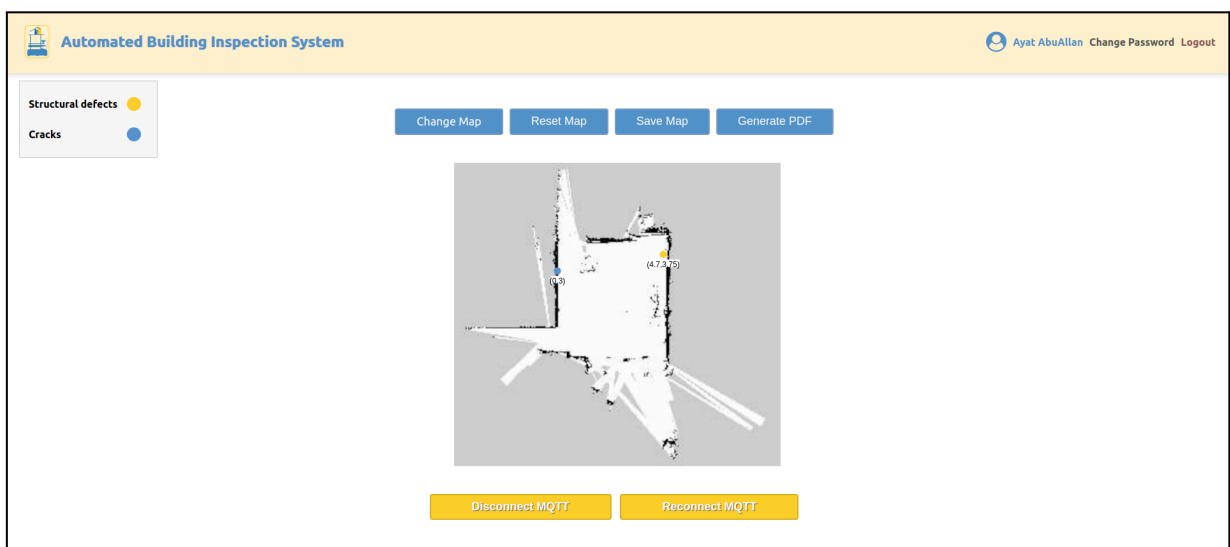 Automated Building Inspection System
Ayat AbuAllan Change Password Logout
Structural defects
Cracks
Change Map
Reset Map
Save Map
Generate PDF
(4.7,3.75)
(0,3)
Disconnect MQTT
Reconnect MQTT